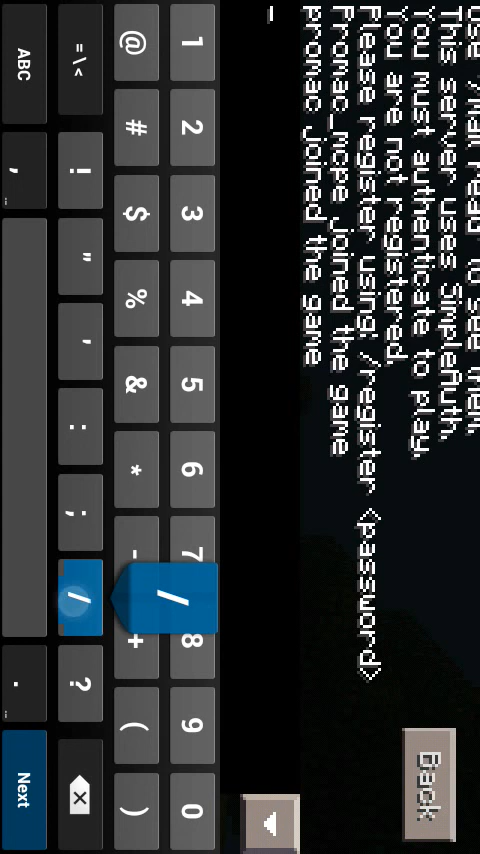 Use /mail read to see them.
This server uses SimpleAuth.
You must authenticate to play.
You are not registered.
Please register using: /register <password>
Promac_mcpe joined the game
promac joined the game
Back
_
1 2 3 4 5 6 7 8 9 0
@ # $ % & * - + ( )
/
= \ < ! " ' : ; / ?
ABC , ... . ... Next